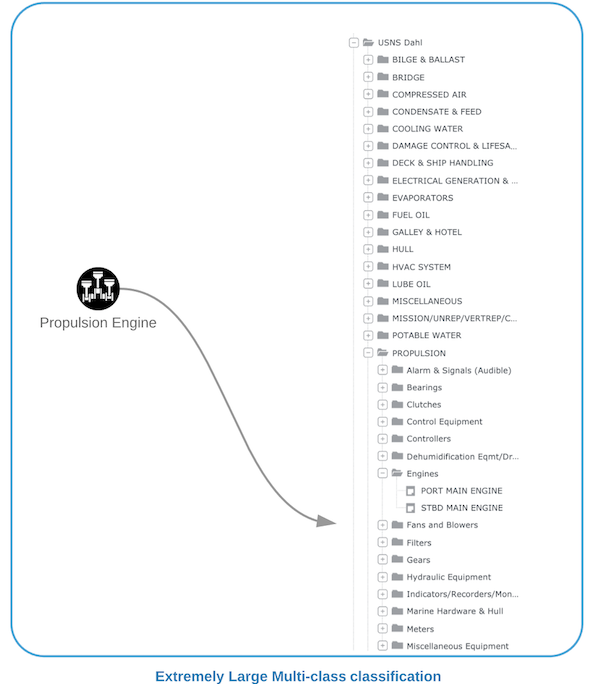 USNS Dahl
BILGE & BALLAST
BRIDGE
COMPRESSED AIR
CONDENSATE & FEED
COOLING WATER
DAMAGE CONTROL & LIFESA...
DECK & SHIP HANDLING
ELECTRICAL GENERATION & ...
EVAPORATORS
FUEL OIL
GALLEY & HOTEL
HULL
HVAC SYSTEM
LUBE OIL
MISCELLANEOUS
MISSION/UNREP/VERTREP/C...
POTABLE WATER
PROPULSION
Alarm & Signals (Audible)
Bearings
Clutches
Control Equipment
Controllers
Dehumidification Eqmt/Dr...
Engines
PORT MAIN ENGINE
STBD MAIN ENGINE
Fans and Blowers
Filters
Gears
Hydraulic Equipment
Indicators/Recorders/Mon...
Marine Hardware & Hull
Meters
Miscellaneous Equipment
Propulsion Engine
Extremely Large Multi-class classification